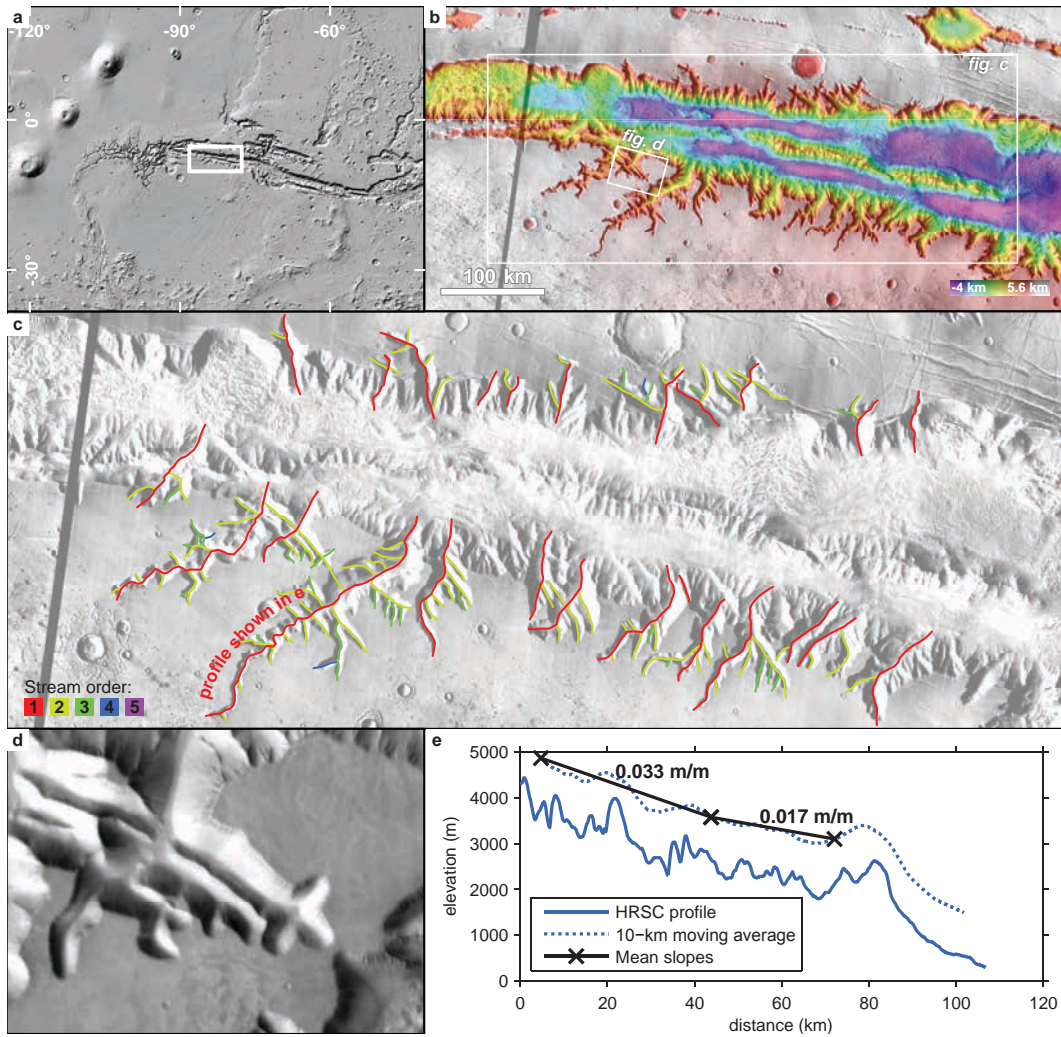 a
-120°
-90°
-60°
0°
-30°
b
fig. c
fig. d
100 km
-4 km
5.6 km
c
profile shown in e
Stream order:
1 2 3 4 5
d
e
5000
4000
3000
2000
1000
0
elevation (m)
0.033 m/m
0.017 m/m
HRSC profile
10−km moving average
Mean slopes
0 20 40 60 80 100 120
distance (km)